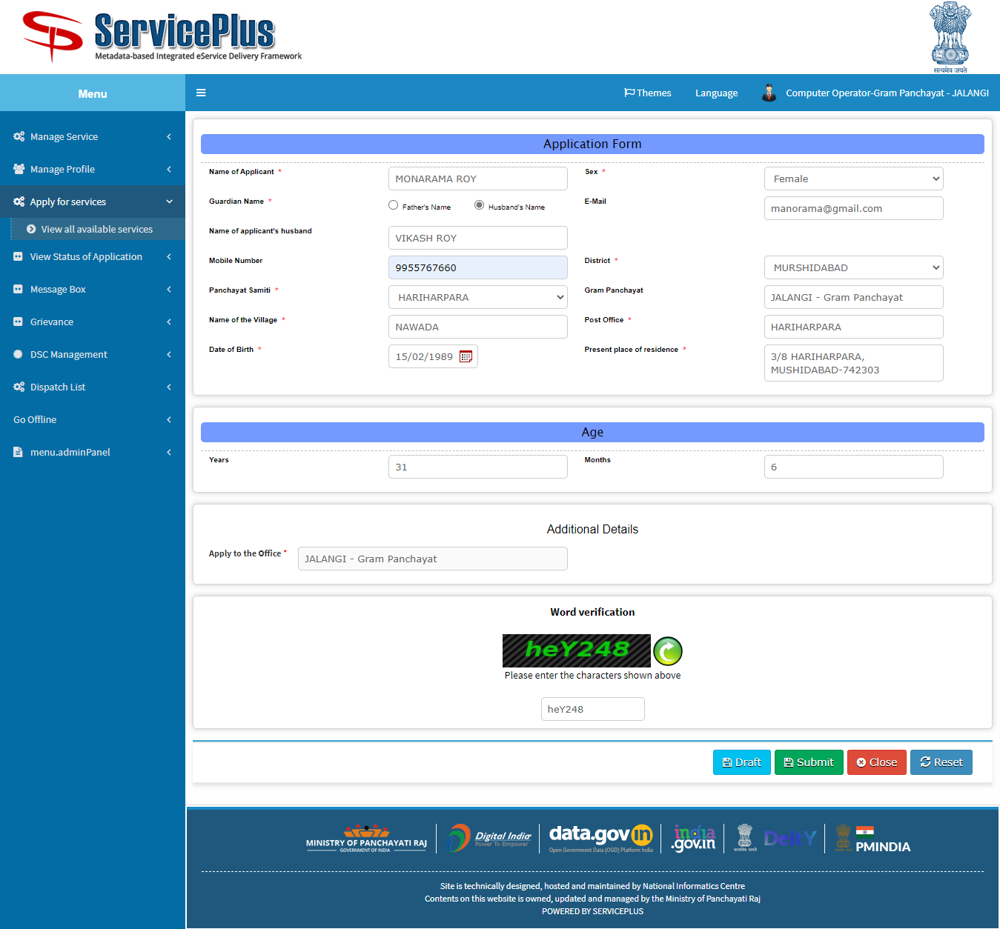 ServicePlus
Metadata-based Integrated eService Delivery Framework
सत्यमेव जयते
Menu
Themes
Language
Computer Operator-Gram Panchayat - JALANGI
Manage Service
Manage Profile
Apply for services
View all available services
View Status of Application
Message Box
Grievance
DSC Management
Dispatch List
Go Offline
menu.adminPanel
Application Form
Name of Applicant *
MONARAMA ROY
Sex *
Female
Guardian Name *
Father's Name
Husband's Name
E-Mail
manorama@gmail.com
Name of applicant's husband
VIKASH ROY
Mobile Number
9955767660
District *
MURSHIDABAD
Panchayat Samiti *
HARIHARPARA
Gram Panchayat
JALANGI - Gram Panchayat
Name of the Village *
NAWADA
Post Office *
HARIHARPARA
Date of Birth *
15/02/1989
Present place of residence *
3/8 HARIHARPARA,
MUSHIDABAD-742303
Age
Years
31
Months
6
Additional Details
Apply to the Office *
JALANGI - Gram Panchayat
Word verification
heY248
Please enter the characters shown above
heY248
Draft
Submit
Close
Reset
MINISTRY OF PANCHAYATI RAJ
GOVERNMENT OF INDIA
Digital India
Power To Empower
data.gov in
Open Government Data (OGD) Platform India
india
.gov.in
सत्यमेव जयते
DeitY
PMINDIA
Site is technically designed, hosted and maintained by National Informatics Centre
Contents on this website is owned, updated and managed by the Ministry of Panchayati Raj
POWERED BY SERVICEPLUS